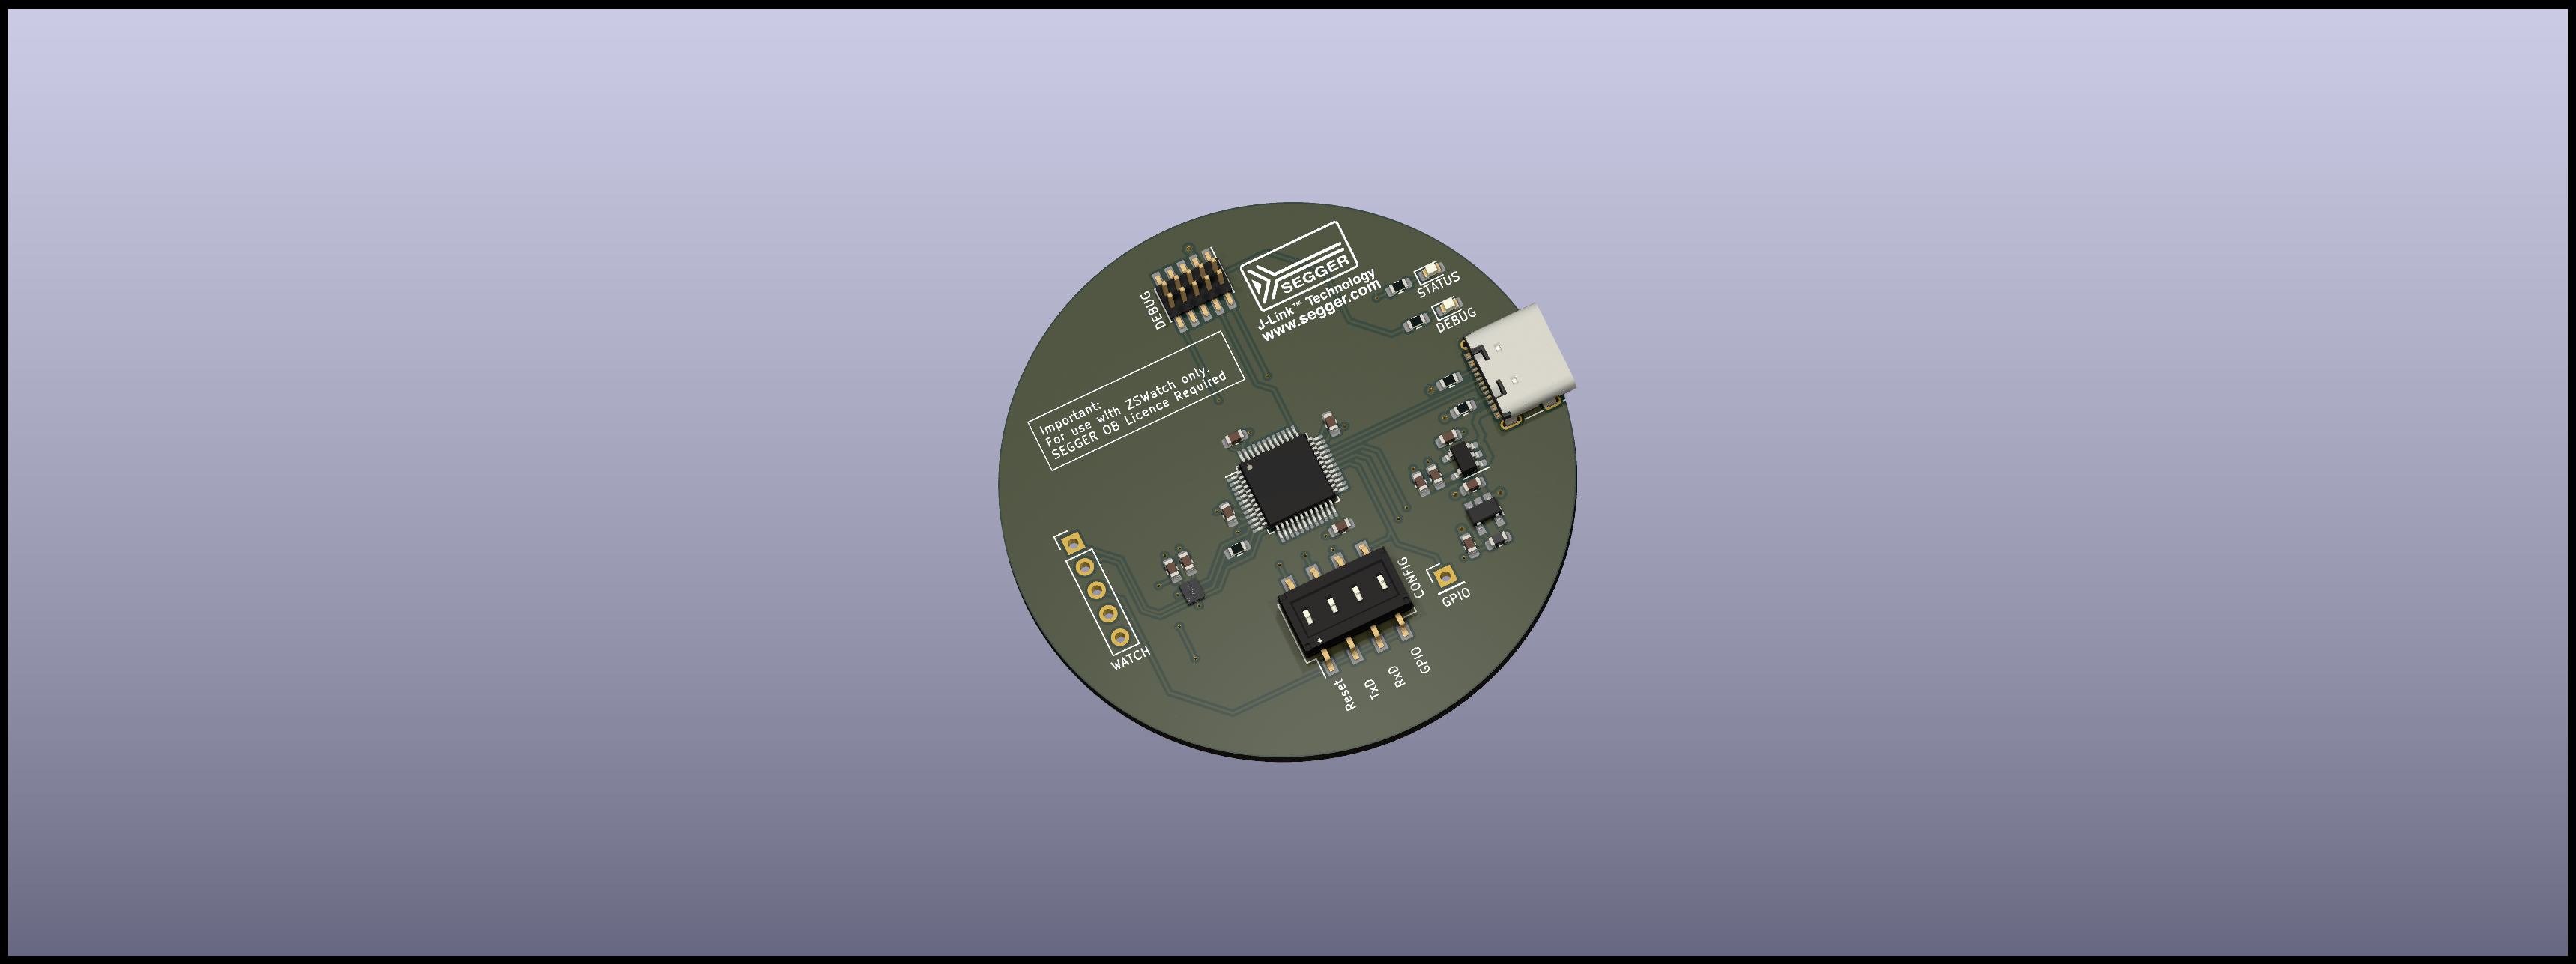 SEGGER
J-Link™ Technology
www.segger.com
STATUS
DEBUG
DEBUG
Important:
For use with ZSWatch only.
SEGGER OB Licence Required
WATCH
CONFIG
GPIO
Reset
TxD
RxD
GPIO